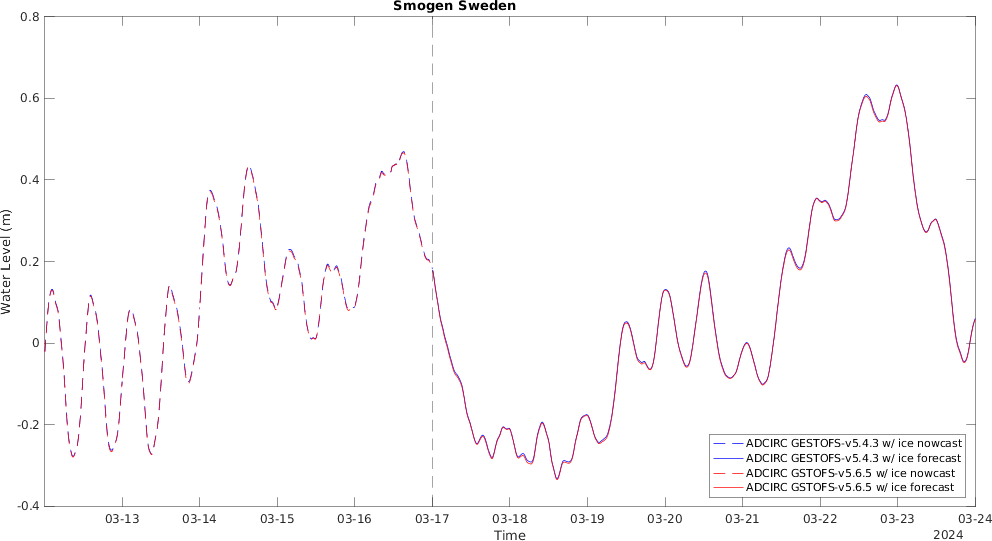 Smogen Sweden
Water Level (m)
0.8
0.6
0.4
0.2
0
-0.2
-0.4
ADCIRC GESTOFS-v5.4.3 w/ ice nowcast
ADCIRC GESTOFS-v5.4.3 w/ ice forecast
ADCIRC GSTOFS-v5.6.5 w/ ice nowcast
ADCIRC GSTOFS-v5.6.5 w/ ice forecast
03-13 03-14 03-15 03-16 03-17 03-18 03-19 03-20 03-21 03-22 03-23 03-24
Time
2024